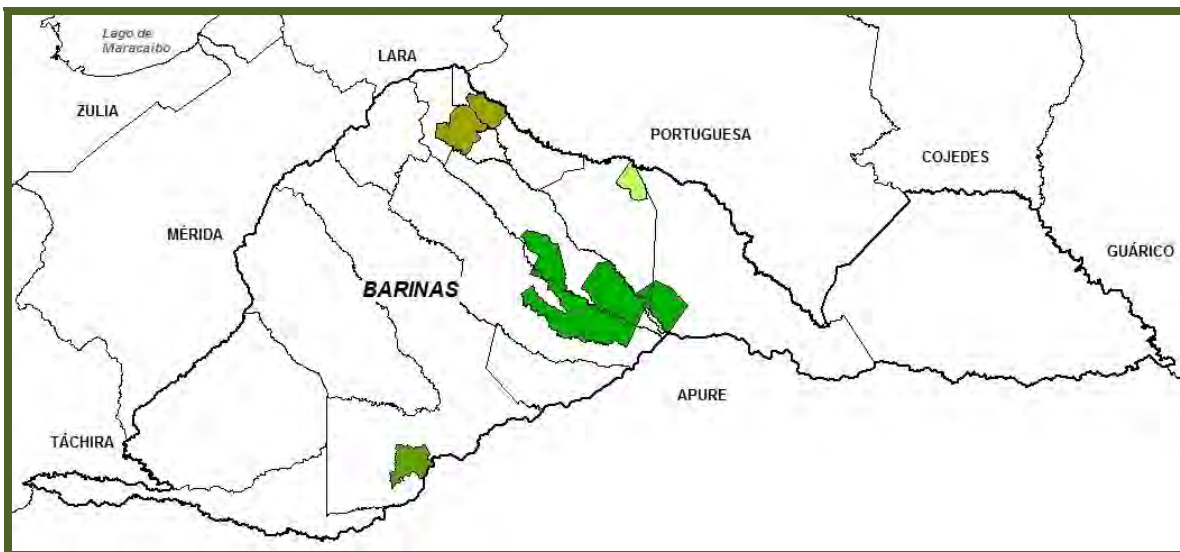 Lago de
Maracaibo
LARA
ZULIA
PORTUGUESA
COJEDES
MÉRIDA
GUÁRICO
BARINAS
APURE
TÁCHIRA